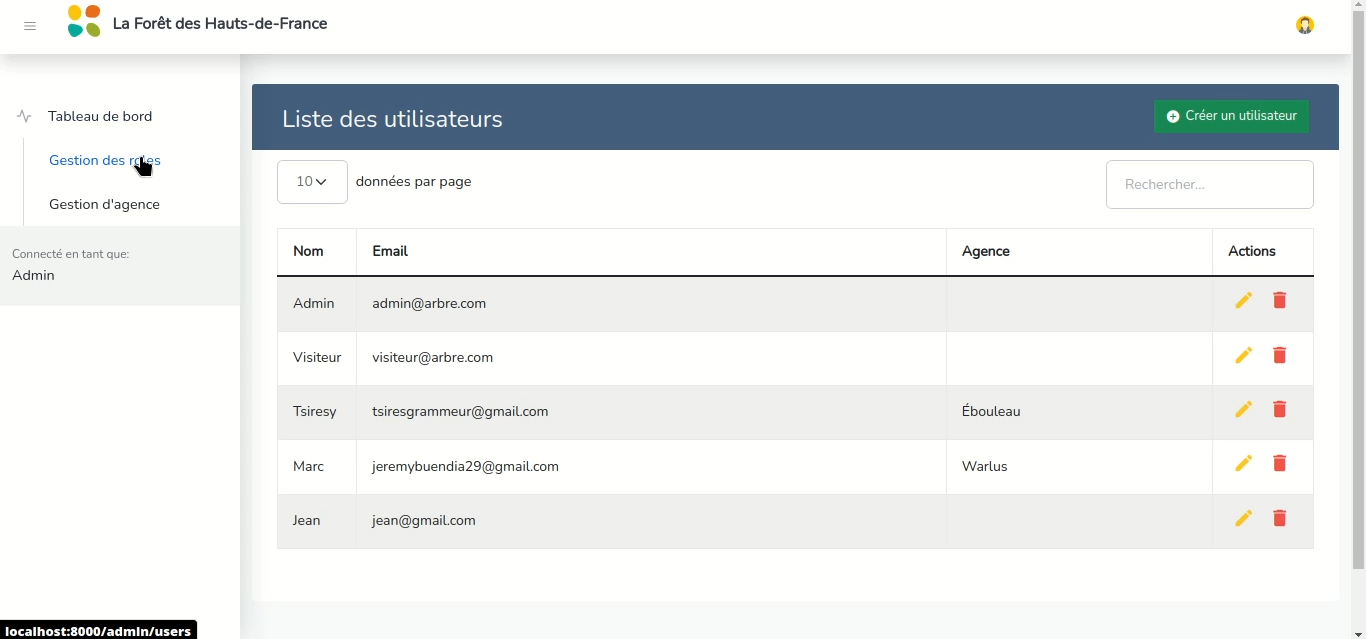 La Forêt des Hauts-de-France
Tableau de bord
Gestion des roles
Gestion d'agence
Connecté en tant que:
Admin
Liste des utilisateurs
Créer un utilisateur
10 données par page
Rechercher...
Nom Email Agence Actions
Admin admin@arbre.com
Visiteur visiteur@arbre.com
Tsiresy tsiresgrammeur@gmail.com Ébouleau
Marc jeremybuendia29@gmail.com Warlus
Jean jean@gmail.com
localhost:8000/admin/users